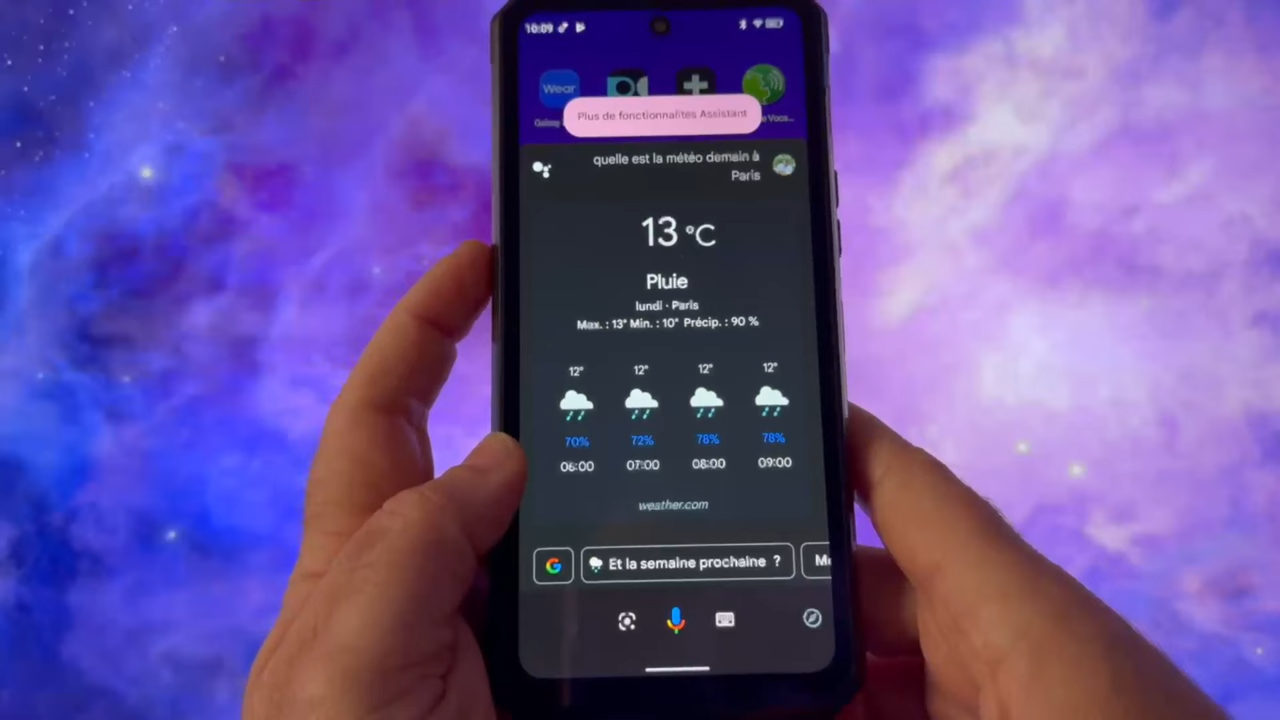 10:09
Wear
Plus de fonctionnalités Assistant
Voca...
quelle est la météo demain à
Paris
13 °C
Pluie
lundi · Paris
Max. : 13° Min. : 10° Précip. : 90 %
12° 12° 12° 12°
70% 72% 78% 78%
06:00 07:00 08:00 09:00
weather.com
G Et la semaine prochaine ?